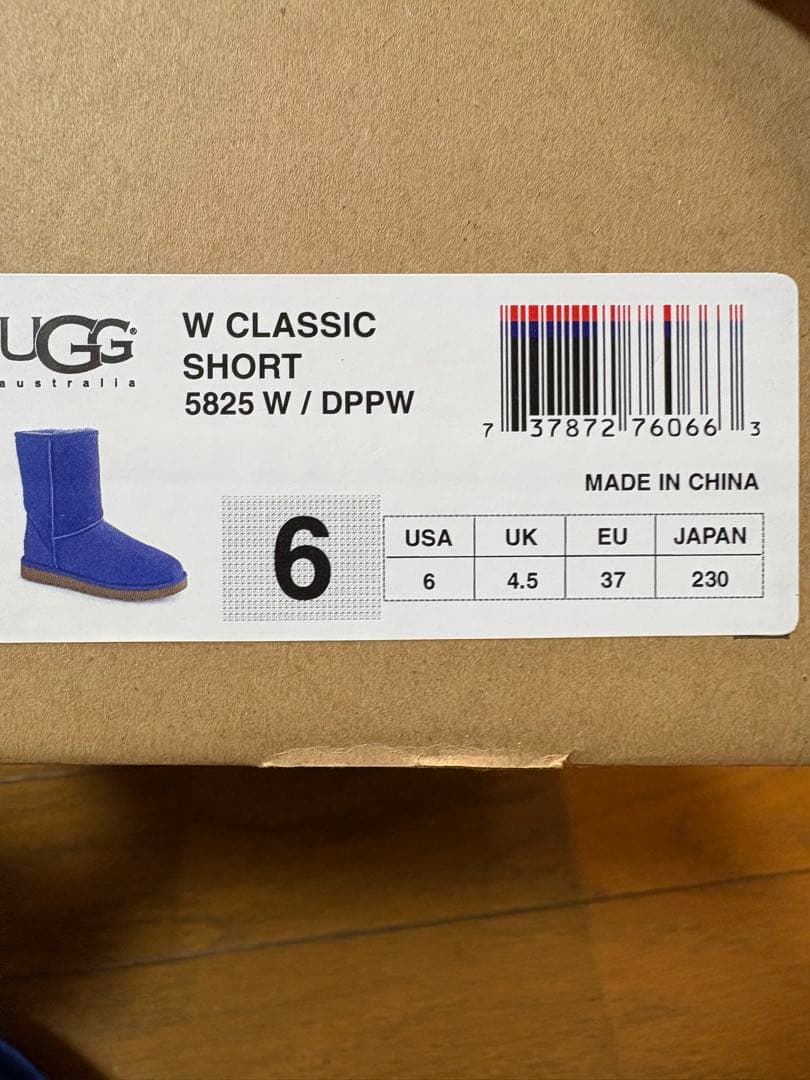 UGG®
australia
W CLASSIC
SHORT
5825 W / DPPW
7 37872 76066 3
MADE IN CHINA
6
USA UK EU JAPAN
6 4.5 37 230